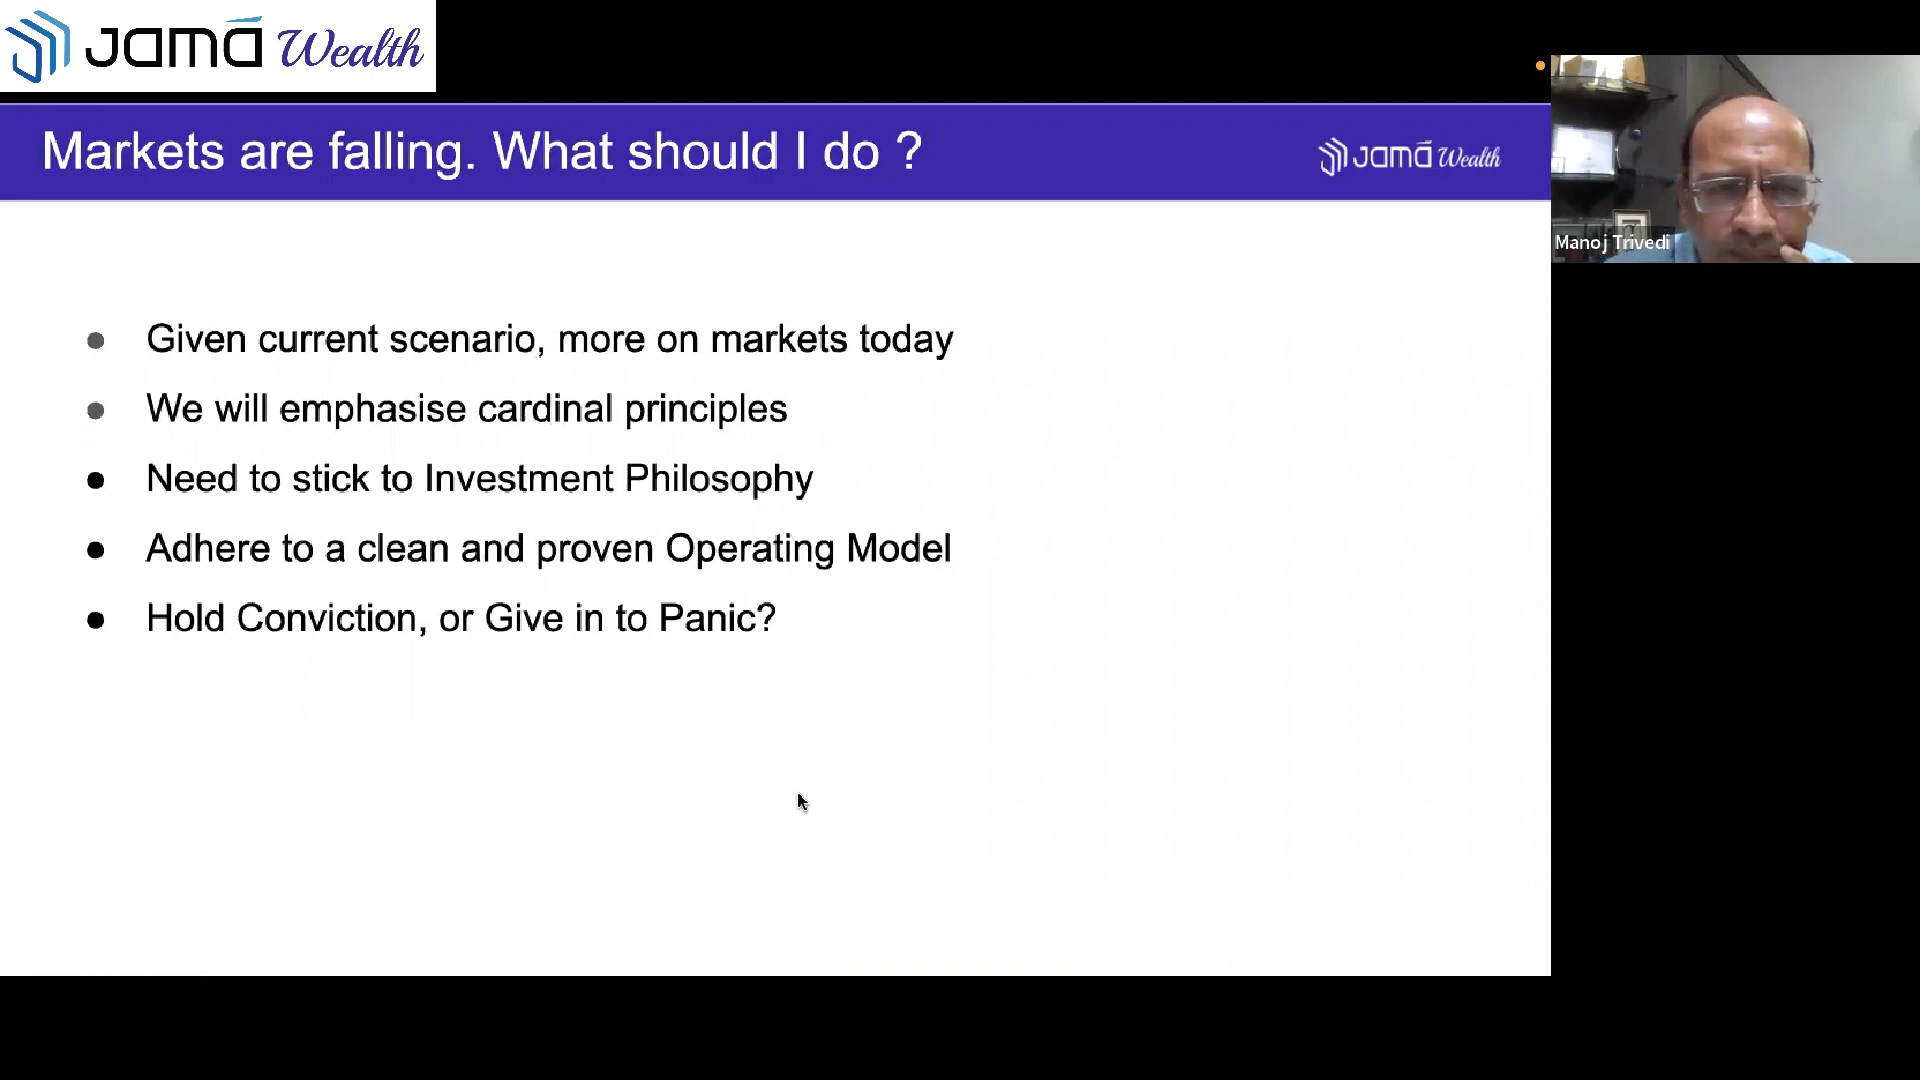 Jamā Wealth
Markets are falling. What should I do ?
Jamā Wealth
Manoj Trivedi
Given current scenario, more on markets today
We will emphasise cardinal principles
Need to stick to Investment Philosophy
Adhere to a clean and proven Operating Model
Hold Conviction, or Give in to Panic?